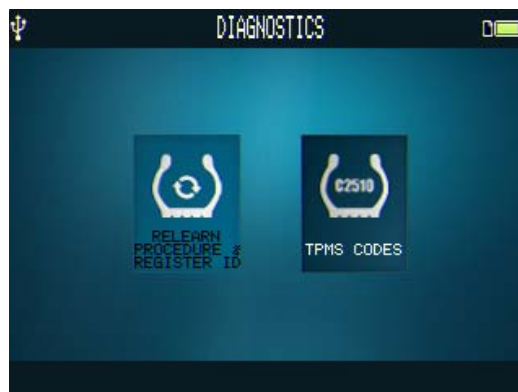 DIAGNOSTICS
C2510
RELEARN
PROCEDURE &
REGISTER ID
TPMS CODES